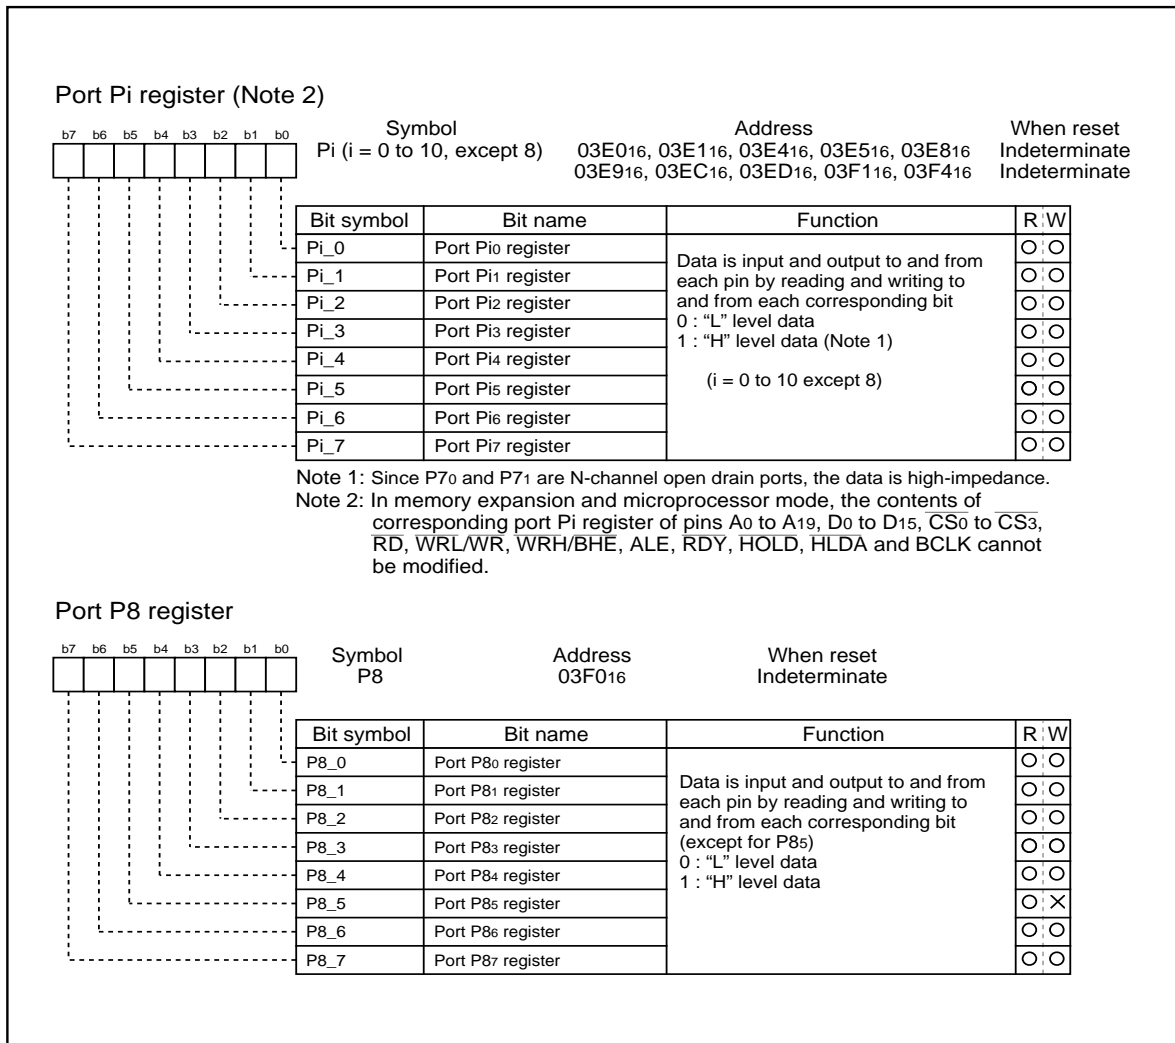 Port Pi register (Note 2)
b7 b6 b5 b4 b3 b2 b1 b0
Symbol Address When reset
Pi (i = 0 to 10, except 8) 03E016, 03E116, 03E416, 03E516, 03E816 Indeterminate
03E916, 03EC16, 03ED16, 03F116, 03F416 Indeterminate
Bit symbol Bit name Function R W
Pi_0 Port Pi0 register
Pi_1 Port Pi1 register
Pi_2 Port Pi2 register
Pi_3 Port Pi3 register
Pi_4 Port Pi4 register
Pi_5 Port Pi5 register
Pi_6 Port Pi6 register
Pi_7 Port Pi7 register
Data is input and output to and from
each pin by reading and writing to
and from each corresponding bit
0 : “L” level data
1 : “H” level data (Note 1)
(i = 0 to 10 except 8)
Note 1: Since P70 and P71 are N-channel open drain ports, the data is high-impedance.
Note 2: In memory expansion and microprocessor mode, the contents of
corresponding port Pi register of pins A0 to A19, D0 to D15, CS0 to CS3,
RD, WRL/WR, WRH/BHE, ALE, RDY, HOLD, HLDA and BCLK cannot
be modified.
Port P8 register
b7 b6 b5 b4 b3 b2 b1 b0
Symbol Address When reset
P8 03F016 Indeterminate
Bit symbol Bit name Function R W
P8_0 Port P80 register
P8_1 Port P81 register
P8_2 Port P82 register
P8_3 Port P83 register
P8_4 Port P84 register
P8_5 Port P85 register
P8_6 Port P86 register
P8_7 Port P87 register
Data is input and output to and from
each pin by reading and writing to
and from each corresponding bit
(except for P85)
0 : “L” level data
1 : “H” level data